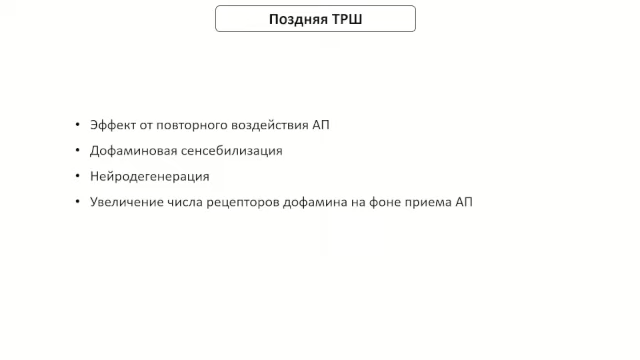 Поздняя ТРШ
• Эффект от повторного воздействия АП
• Дофаминовая сенсебилизация
• Нейродегенерация
• Увеличение числа рецепторов дофамина на фоне приема АП